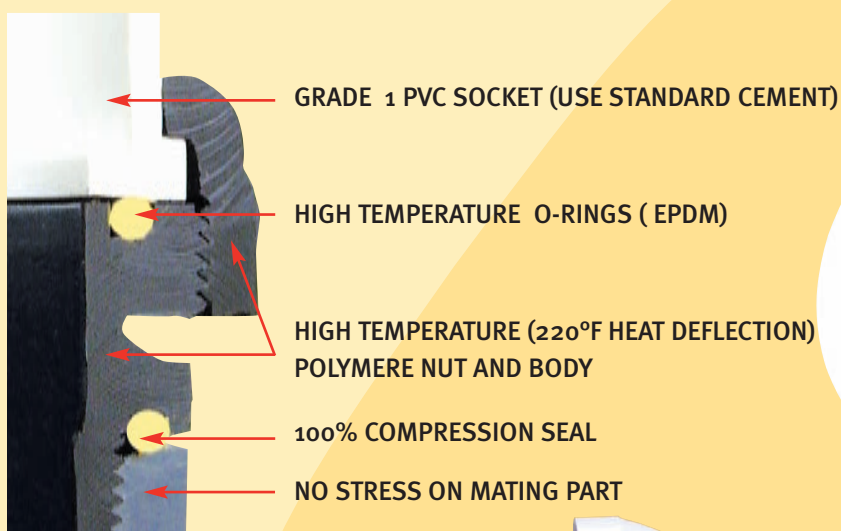 GRADE 1 PVC SOCKET (USE STANDARD CEMENT)
HIGH TEMPERATURE O-RINGS ( EPDM)
HIGH TEMPERATURE (220ºF HEAT DEFLECTION)
POLYMERE NUT AND BODY
100% COMPRESSION SEAL
NO STRESS ON MATING PART